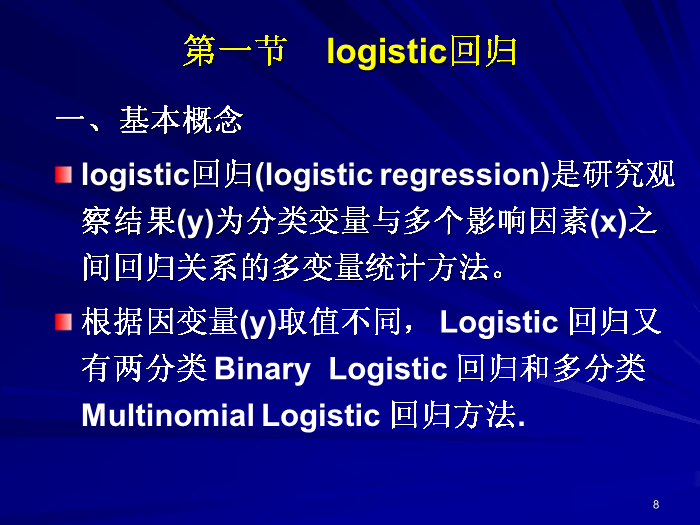 第一节 logistic回归
一、基本概念
logistic回归(logistic regression)是研究观
察结果(y)为分类变量与多个影响因素(x)之
间回归关系的多变量统计方法。
根据因变量(y)取值不同， Logistic 回归又
有两分类 Binary Logistic 回归和多分类
Multinomial Logistic 回归方法.
8